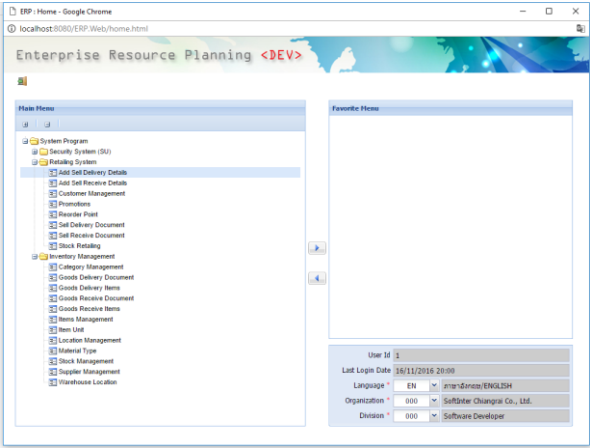 ERP : Home - Google Chrome
localhost:8080/ERP.Web/home.html
Enterprise Resource Planning <DEV>
Main Menu
System Program
Security System (SU)
Retailing System
Add Sell Delivery Details
Add Sell Receive Details
Customer Management
Promotions
Reorder Point
Sell Delivery Document
Sell Receive Document
Stock Retailing
Inventory Management
Category Management
Goods Delivery Document
Goods Delivery Items
Goods Receive Document
Goods Receive Items
Items Management
Item Unit
Location Management
Material Type
Stock Management
Supplier Management
Warehouse Location
Favorite Menu
User Id 1
Last Login Date 16/11/2016 20:00
Language * EN ภาษาอังกฤษ/ENGLISH
Organization * 000 SoftInter Chiangrai Co., Ltd.
Division * 000 Software Developer